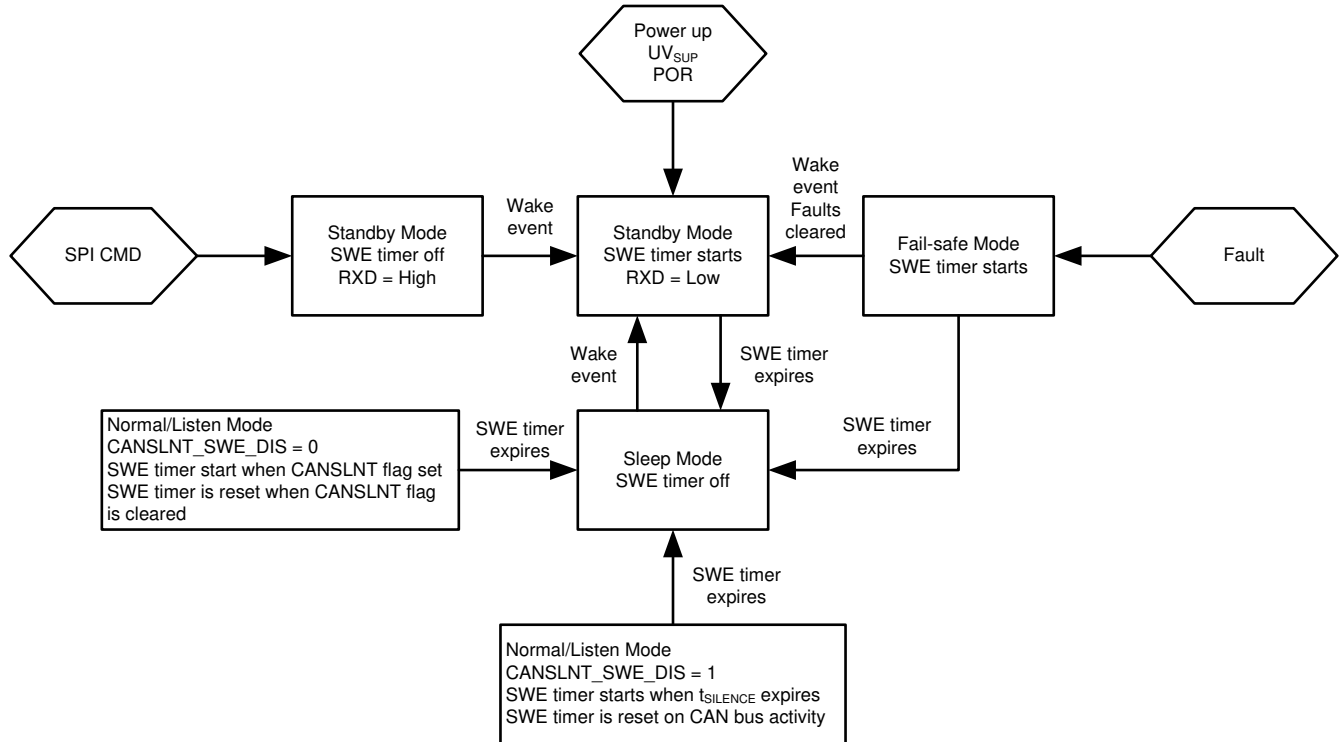 Power up
UVSUP
POR
SPI CMD
Standby Mode
SWE timer off
RXD = High
Wake
event
Standby Mode
SWE timer starts
RXD = Low
Wake
event
Faults
cleared
Fail-safe Mode
SWE timer starts
Fault
Wake
event
SWE timer
expires
Normal/Listen Mode
CANSLNT_SWE_DIS = 0
SWE timer start when CANSLNT flag set
SWE timer is reset when CANSLNT flag
is cleared
SWE timer
expires
Sleep Mode
SWE timer off
SWE timer
expires
SWE timer
expires
Normal/Listen Mode
CANSLNT_SWE_DIS = 1
SWE timer starts when tSILENCE expires
SWE timer is reset on CAN bus activity